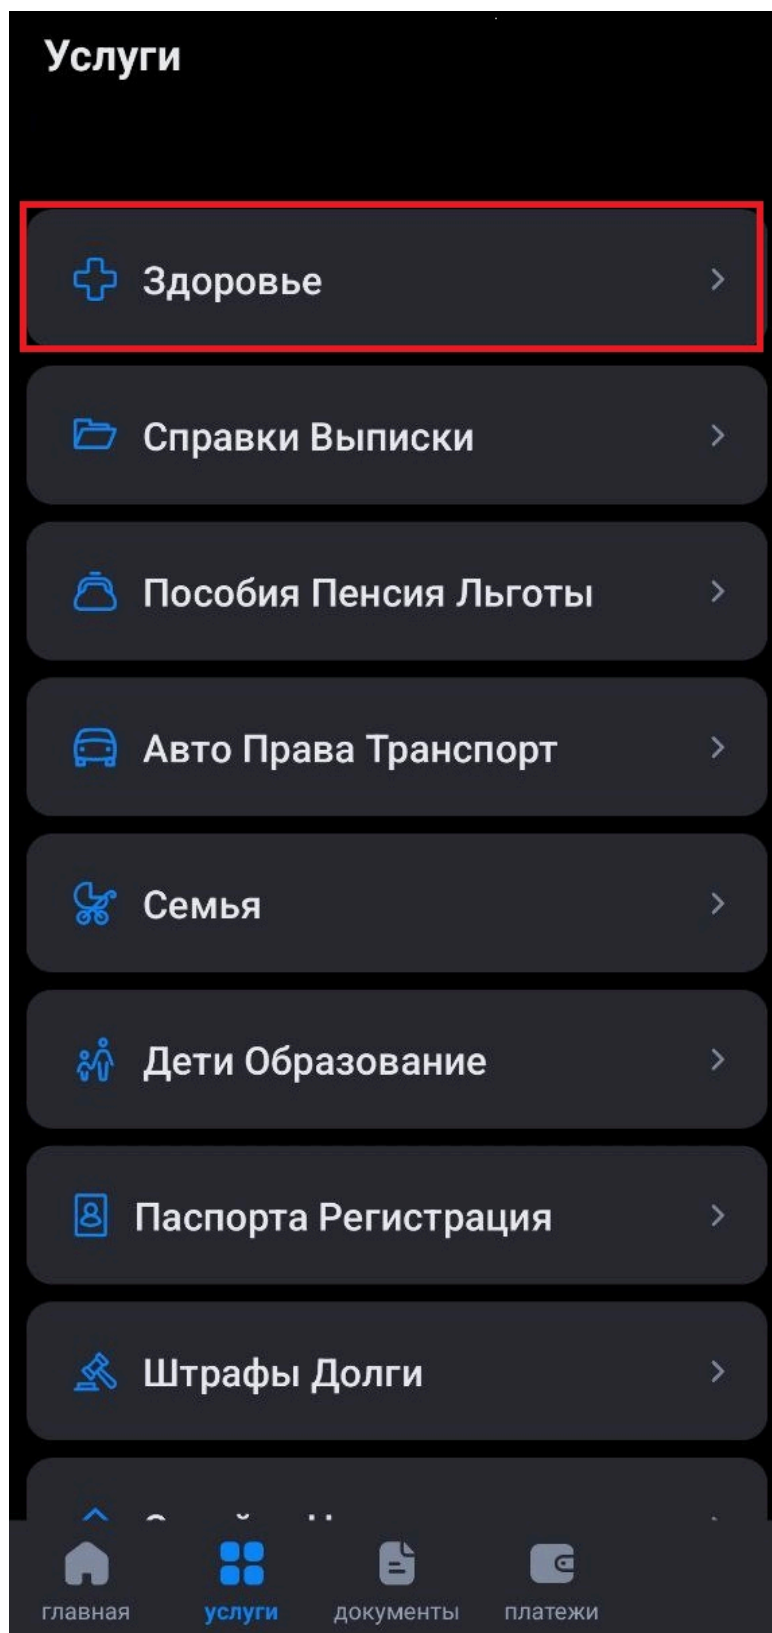 Услуги
Здоровье
Справки Выписки
Пособия Пенсия Льготы
Авто Права Транспорт
Семья
Дети Образование
Паспорта Регистрация
Штрафы Долги
главная услуги документы платежи